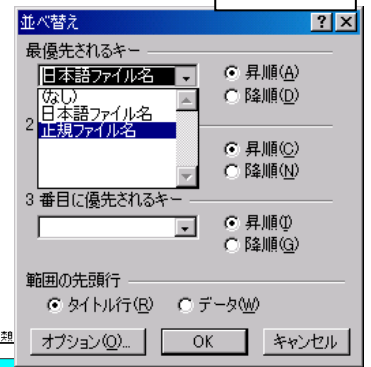 並べ替え
最優先されるキー
日本語ファイル名
昇順(A)
降順(D)
(なし)
日本語ファイル名
正規ファイル名
2
昇順(C)
降順(N)
3 番目に優先されるキー
昇順(I)
降順(G)
範囲の先頭行
タイトル行(R) データ(W)
類
オプション(O)... OK キャンセル